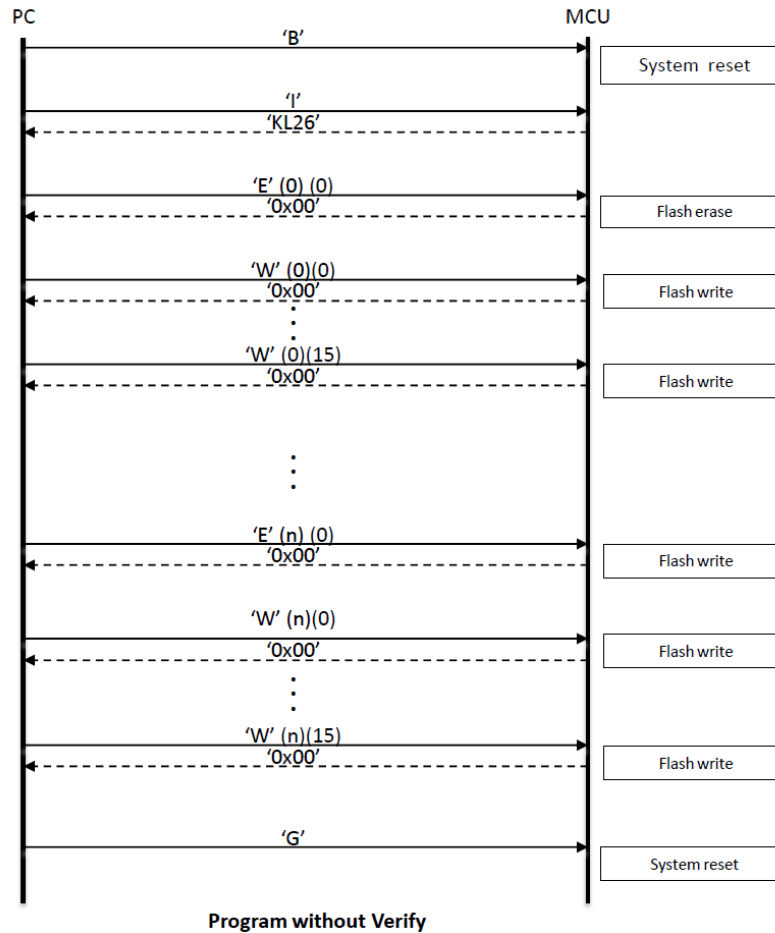 PC
MCU
‘B’
System reset
‘I’
‘KL26’
‘E’ (0) (0)
‘0x00’
Flash erase
‘W’ (0)(0)
‘0x00’
Flash write
‘W’ (0)(15)
‘0x00’
Flash write
‘E’ (n) (0)
‘0x00’
Flash write
‘W’ (n)(0)
‘0x00’
Flash write
‘W’ (n)(15)
‘0x00’
Flash write
‘G’
System reset
Program without Verify